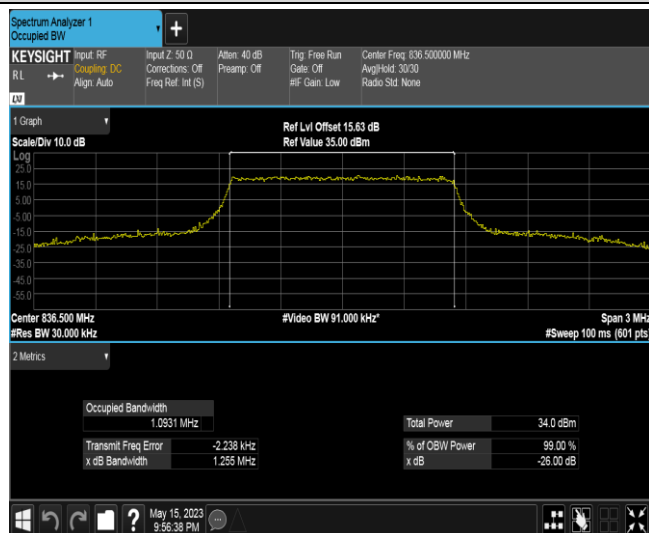 Spectrum Analyzer 1
Occupied BW
+
KEYSIGHT
RL
LXI
Input: RF
Coupling: DC
Align: Auto
Input Z: 50 Ω
Corrections: Off
Freq Ref: Int (S)
Atten: 40 dB
Preamp: Off
Trig: Free Run
Gate: Off
#IF Gain: Low
Center Freq: 836.500000 MHz
Avg|Hold: 30/30
Radio Std: None
1 Graph
Scale/Div 10.0 dB
Ref Lvl Offset 15.63 dB
Ref Value 35.00 dBm
Log
25.0
15.0
5.00
-5.00
-15.0
-25.0
-35.0
-45.0
-55.0
Center 836.500 MHz
#Res BW 30.000 kHz
#Video BW 91.000 kHz*
Span 3 MHz
#Sweep 100 ms (601 pts)
2 Metrics
Occupied Bandwidth
1.0931 MHz
Transmit Freq Error -2.238 kHz
x dB Bandwidth 1.255 MHz
Total Power 34.0 dBm
% of OBW Power 99.00 %
x dB -26.00 dB
?
May 15, 2023
9:56:38 PM